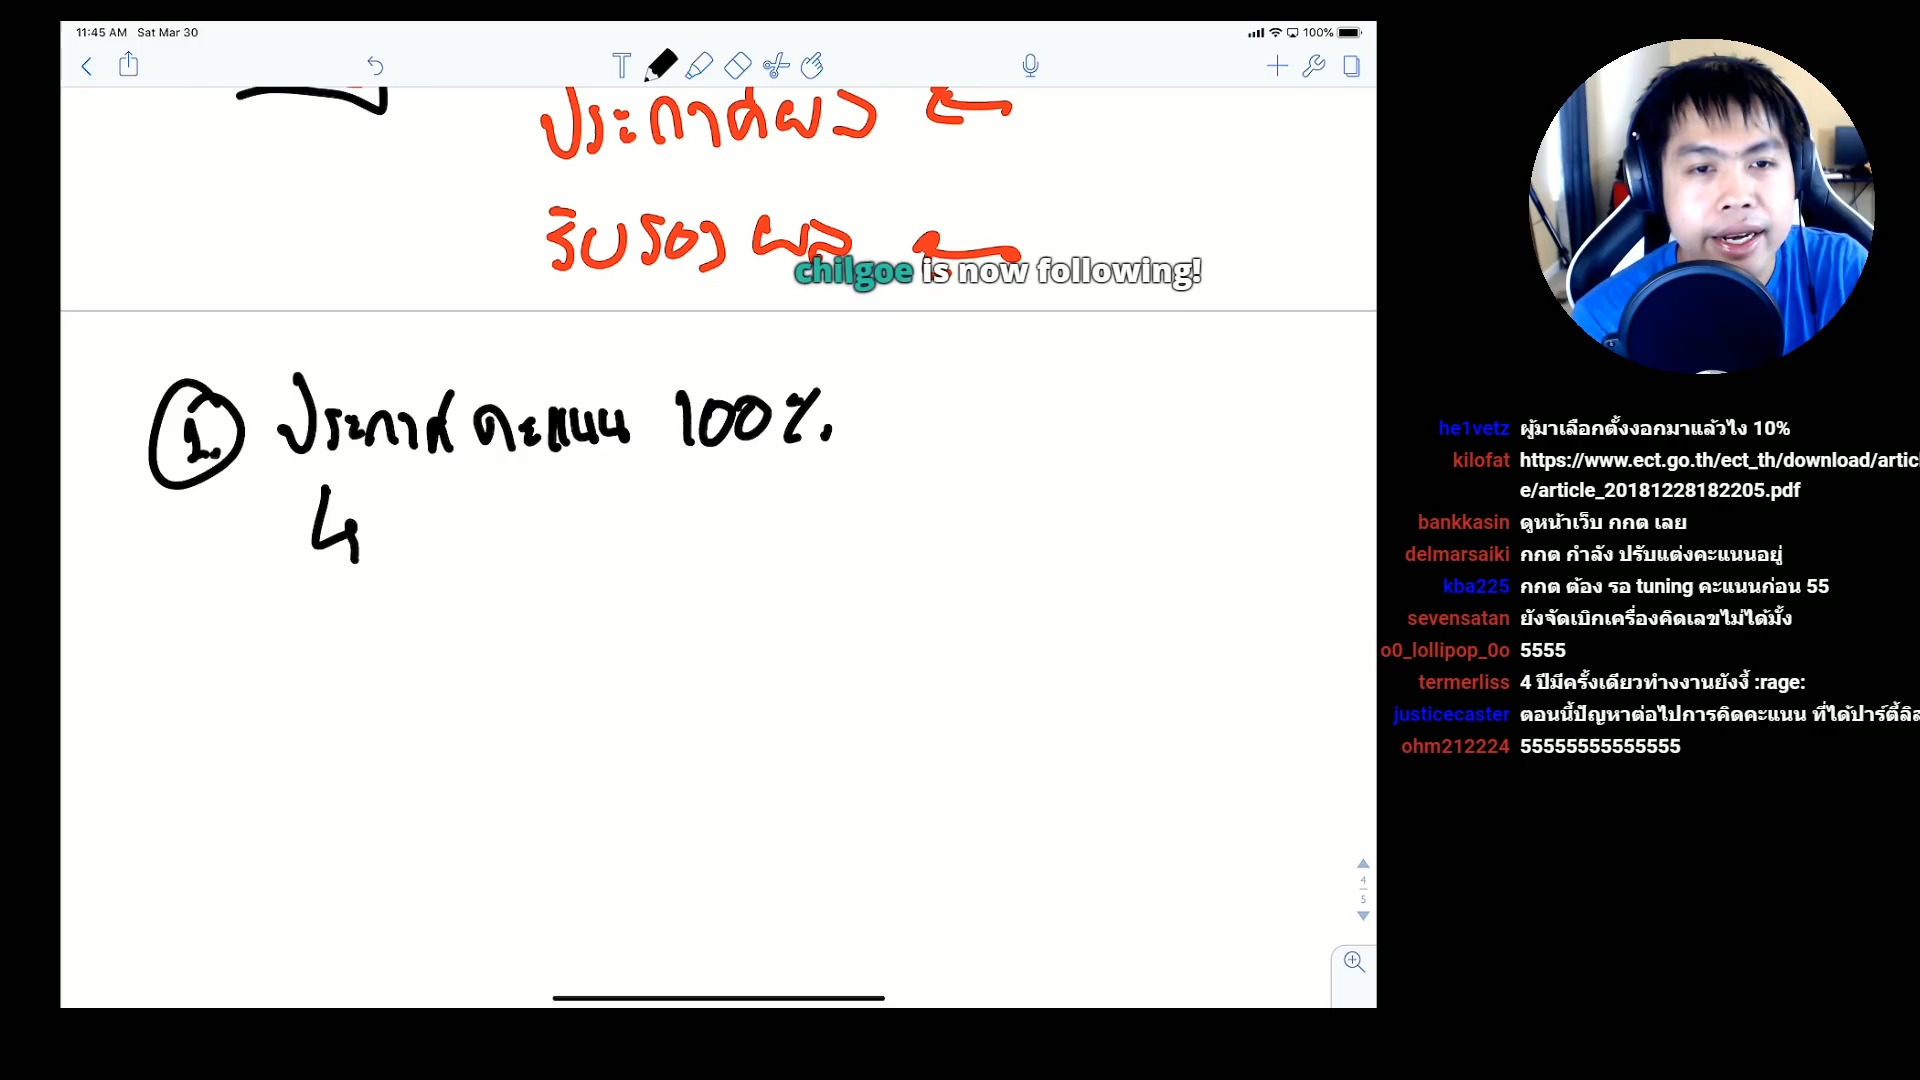 11:45 AM Sat Mar 30
100%
ประกาศผล
รับรอง ผล
chilgoe is now following!
2. ประกาศ คะแนน 100%.
he1vetz ผู้มาเลือกตั้งงอกมาแล้วไง 10%
kilofat https://www.ect.go.th/ect_th/download/artic
e/article_20181228182205.pdf
bankkasin ดูหน้าเว็บ กกต เลย
delmarsaiki กกต กำลัง ปรับแต่งคะแนนอยู่
kba225 กกต ต้อง รอ tuning คะแนนก่อน 55
sevensatan ยังจัดเบิกเครื่องคิดเลขไม่ได้มั้ง
o0_lollipop_0o 5555
termerliss 4 ปีมีครั้งเดียวทำงานยังงี้ :rage:
justicecaster ตอนนี้ปัญหาต่อไปการคิดคะแนน ที่ได้ปาร์ตี้ลิส
ohm212224 55555555555555
4
5